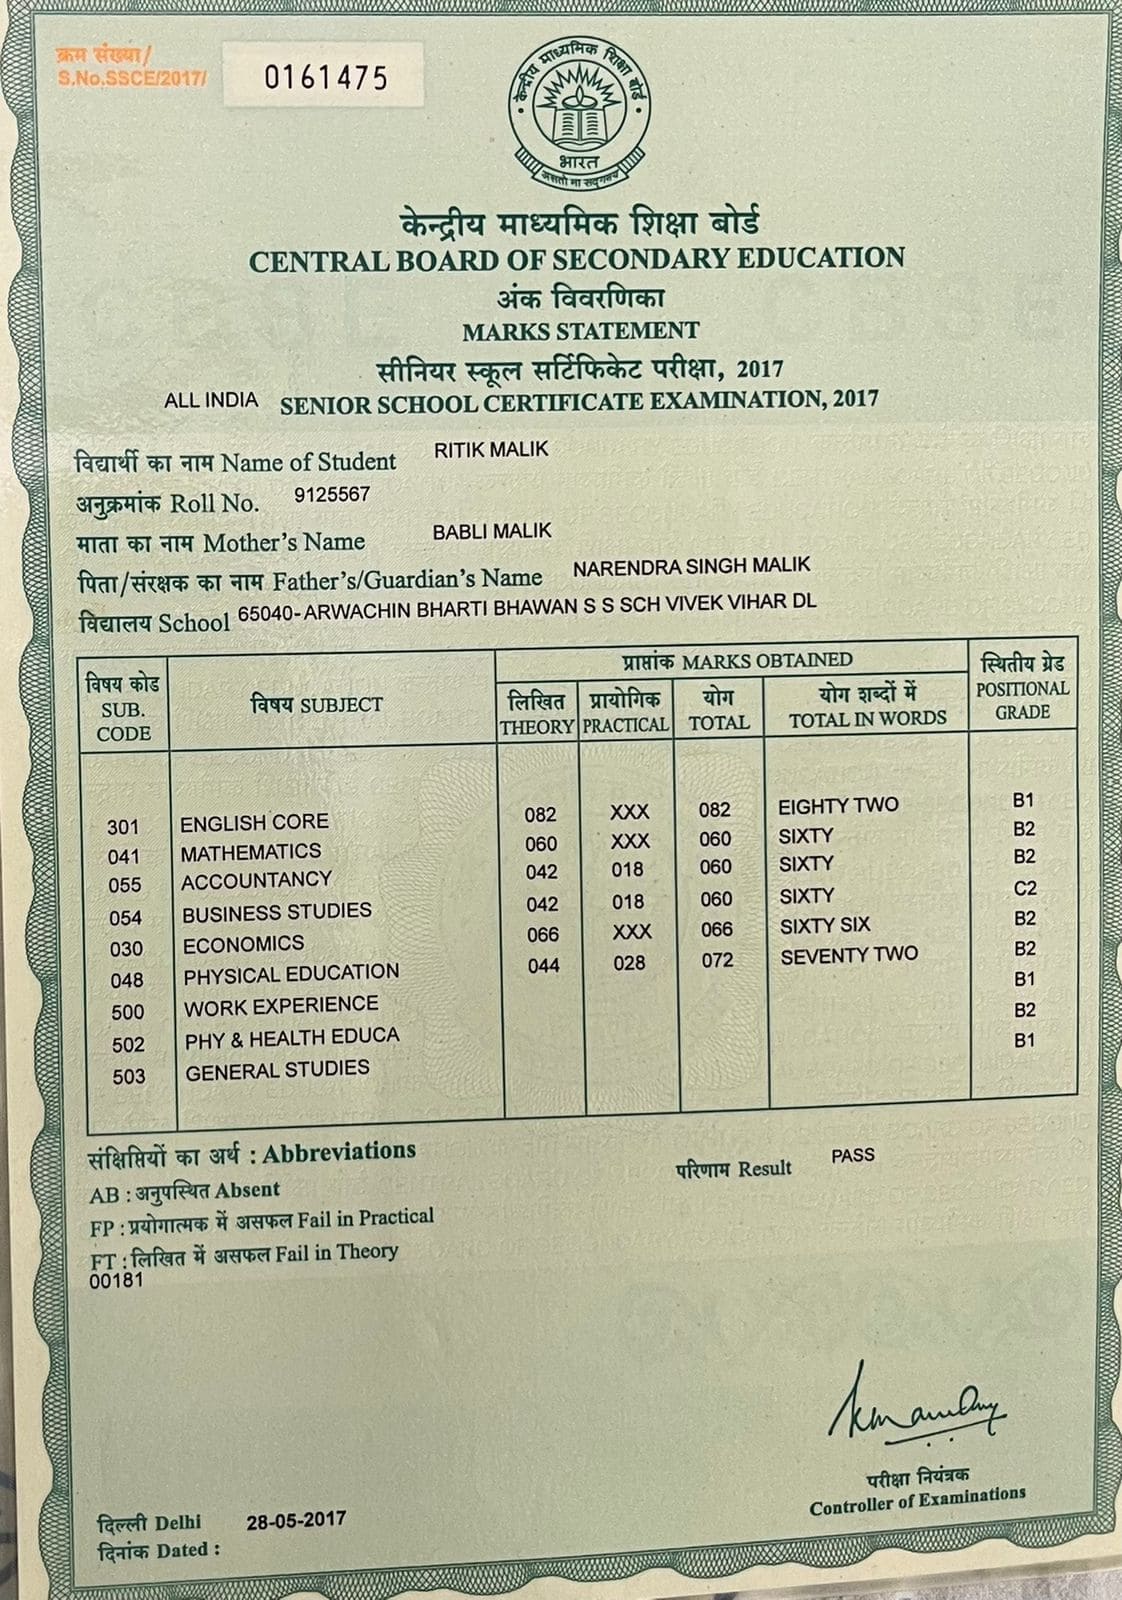 क्रम संख्या/
S.No.SSCE/2017/ 0161475
केन्द्रीय माध्यमिक शिक्षा बोर्ड
भारत
असतो मा सद्गमय
केन्द्रीय माध्यमिक शिक्षा बोर्ड
CENTRAL BOARD OF SECONDARY EDUCATION
अंक विवरणिका
MARKS STATEMENT
सीनियर स्कूल सर्टिफिकेट परीक्षा, 2017
ALL INDIA SENIOR SCHOOL CERTIFICATE EXAMINATION, 2017
विद्यार्थी का नाम Name of Student RITIK MALIK
अनुक्रमांक Roll No. 9125567
माता का नाम Mother's Name BABLI MALIK
पिता/संरक्षक का नाम Father's/Guardian's Name NARENDRA SINGH MALIK
विद्यालय School 65040-ARWACHIN BHARTI BHAWAN S S SCH VIVEK VIHAR DL
विषय कोड SUB. CODE विषय SUBJECT प्राप्तांक MARKS OBTAINED स्थितीय ग्रेड POSITIONAL GRADE
लिखित THEORY प्रायोगिक PRACTICAL योग TOTAL योग शब्दों में TOTAL IN WORDS
301 ENGLISH CORE 082 XXX 082 EIGHTY TWO B1
041 MATHEMATICS 060 XXX 060 SIXTY B2
055 ACCOUNTANCY 042 018 060 SIXTY B2
054 BUSINESS STUDIES 042 018 060 SIXTY C2
030 ECONOMICS 066 XXX 066 SIXTY SIX B2
048 PHYSICAL EDUCATION 044 028 072 SEVENTY TWO B2
500 WORK EXPERIENCE B1
502 PHY & HEALTH EDUCA B2
503 GENERAL STUDIES B1
संक्षिप्तियों का अर्थ : Abbreviations
परिणाम Result PASS
AB : अनुपस्थित Absent
FP : प्रयोगात्मक में असफल Fail in Practical
FT : लिखित में असफल Fail in Theory
00181
परीक्षा नियंत्रक
Controller of Examinations
दिल्ली Delhi 28-05-2017
दिनांक Dated :